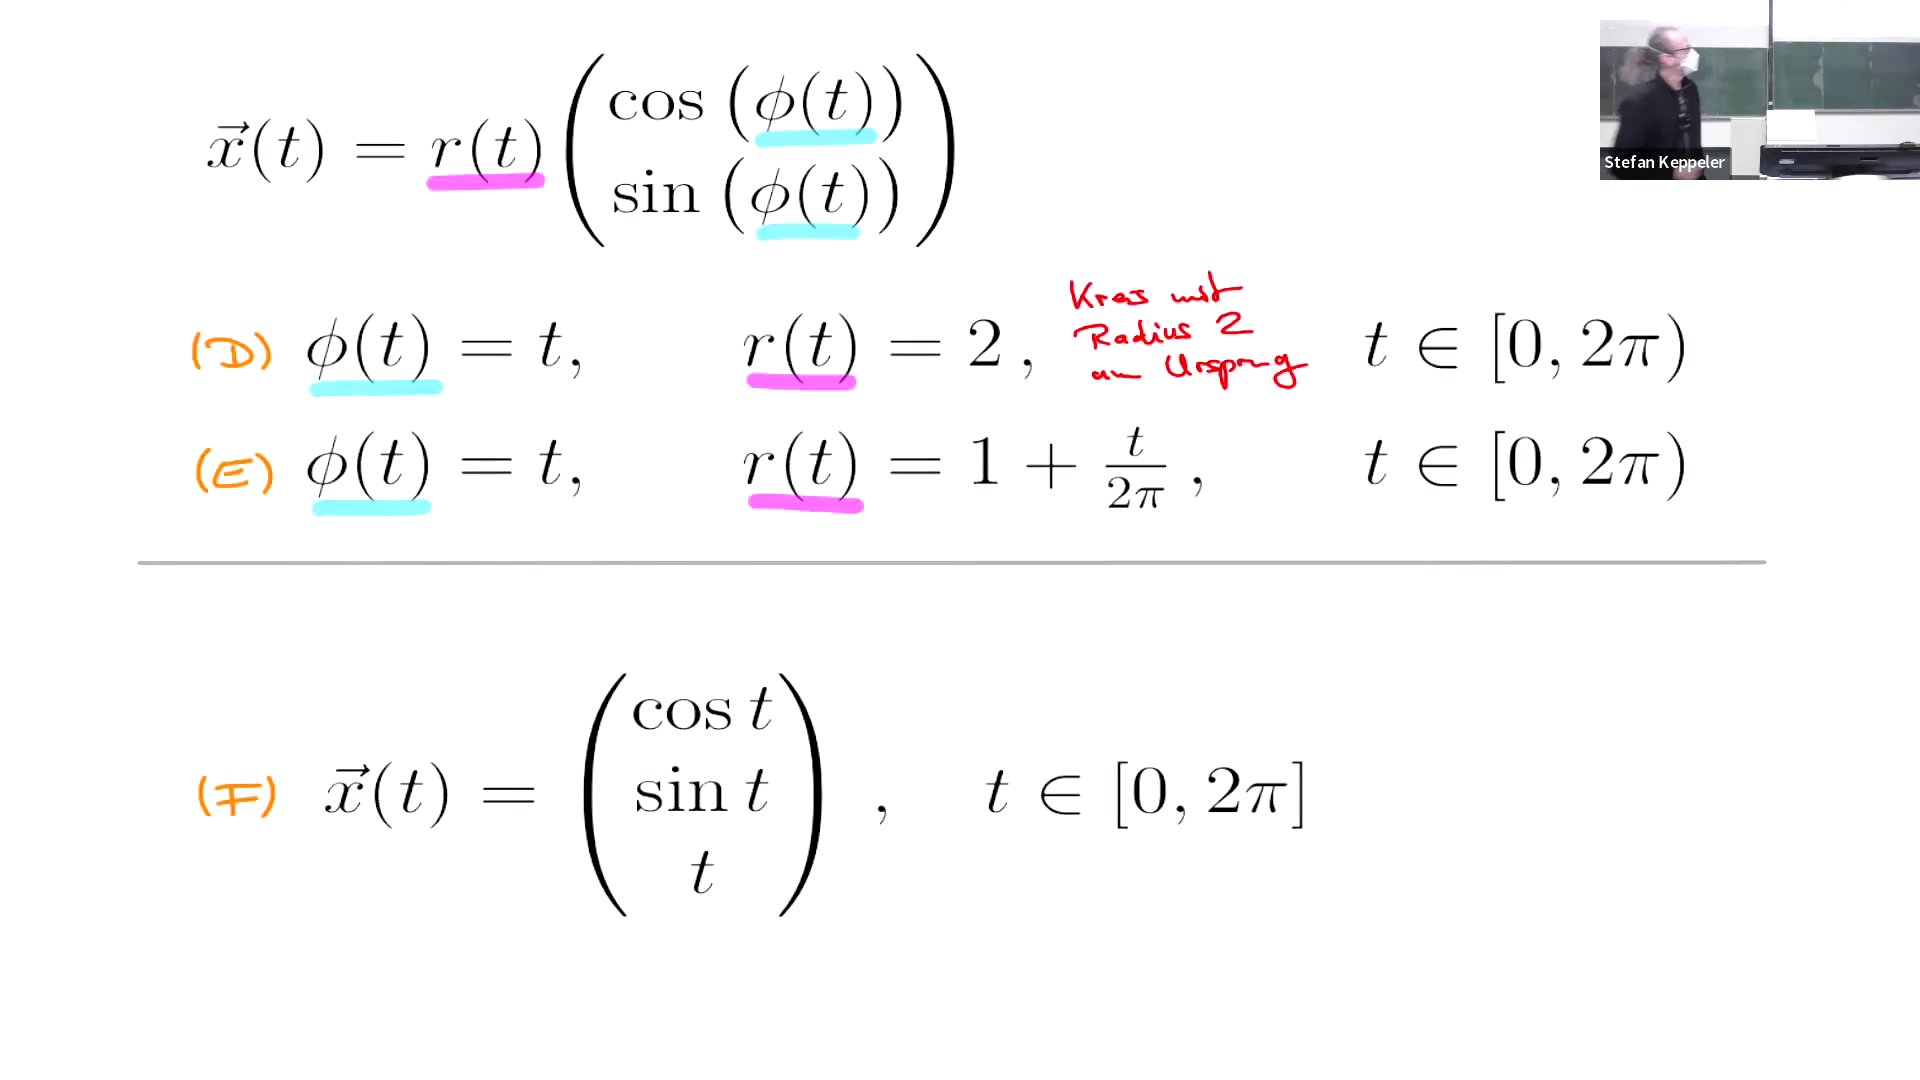 Stefan Keppeler
x⃗(t) = r(t) ( cos (ϕ(t))
sin (ϕ(t)) )
(D) ϕ(t) = t, r(t) = 2 , t ∈ [0, 2π)
Kreis mit
Radius 2
um Ursprung
(E) ϕ(t) = t, r(t) = 1 + t/2π , t ∈ [0, 2π)
(F) x⃗(t) = ( cos t
sin t
t ) , t ∈ [0, 2π]